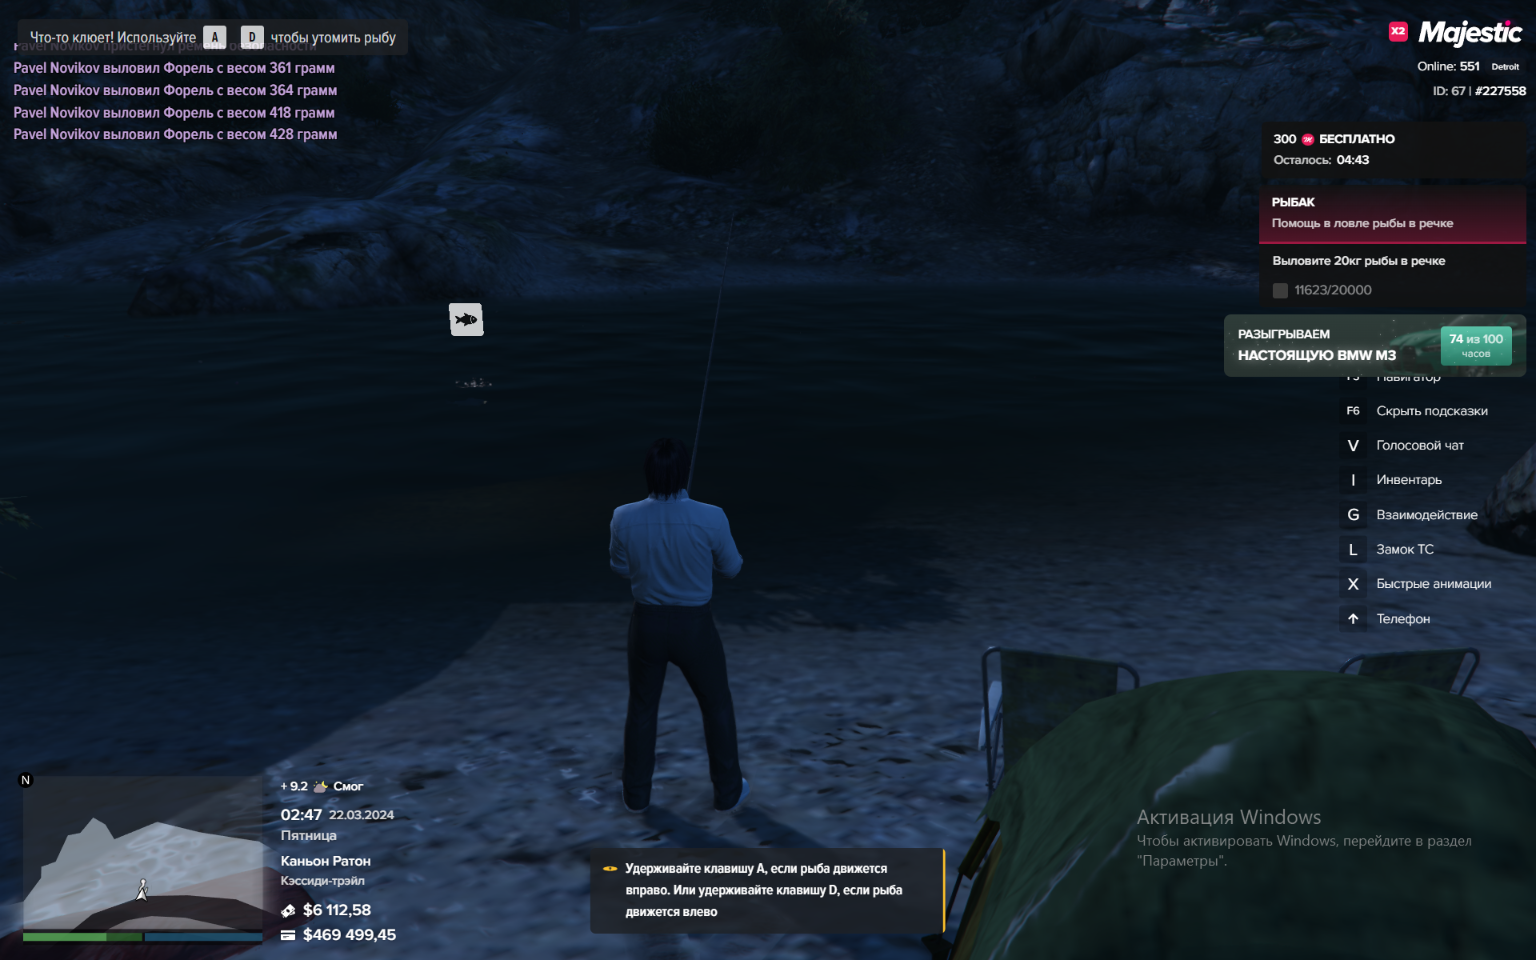 Что-то клюет! Используйте A D чтобы утомить рыбу
Pavel Novikov пристегнул ремень безопасности
Pavel Novikov выловил Форель с весом 361 грамм
Pavel Novikov выловил Форель с весом 364 грамм
Pavel Novikov выловил Форель с весом 418 грамм
Pavel Novikov выловил Форель с весом 428 грамм
X2 Majestic
Online: 551 Detroit
ID: 67 | #227558
300 БЕСПЛАТНО
Осталось: 04:43
РЫБАК
Помощь в ловле рыбы в речке
Выловите 20кг рыбы в речке
11623/20000
РАЗЫГРЫВАЕМ
НАСТОЯЩУЮ BMW M3
74 из 100
часов
Навигатор
F6 Скрыть подсказки
V Голосовой чат
I Инвентарь
G Взаимодействие
L Замок ТС
X Быстрые анимации
Телефон
N
+ 9.2 Смог
02:47 22.03.2024
Пятница
Каньон Ратон
Кэссиди-трэйл
$6 112,58
$469 499,45
Удерживайте клавишу А, если рыба движется
вправо. Или удерживайте клавишу D, если рыба
движется влево
Активация Windows
Чтобы активировать Windows, перейдите в раздел
"Параметры".